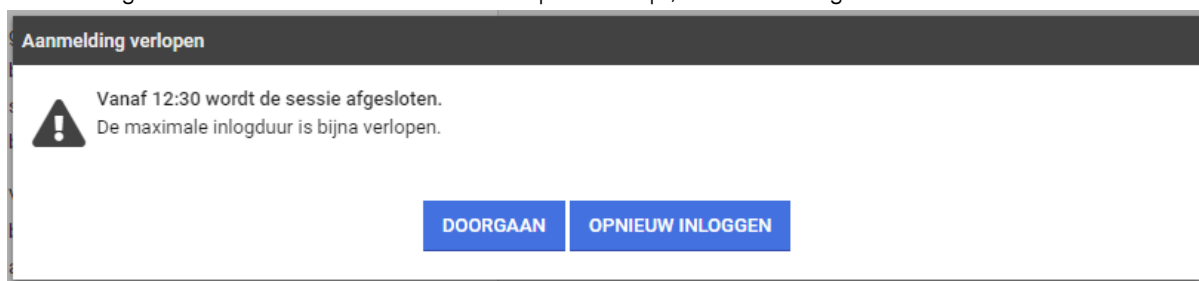 Aanmelding verlopen
Vanaf 12:30 wordt de sessie afgesloten.
De maximale inlogduur is bijna verlopen.
DOORGAAN OPNIEUW INLOGGEN